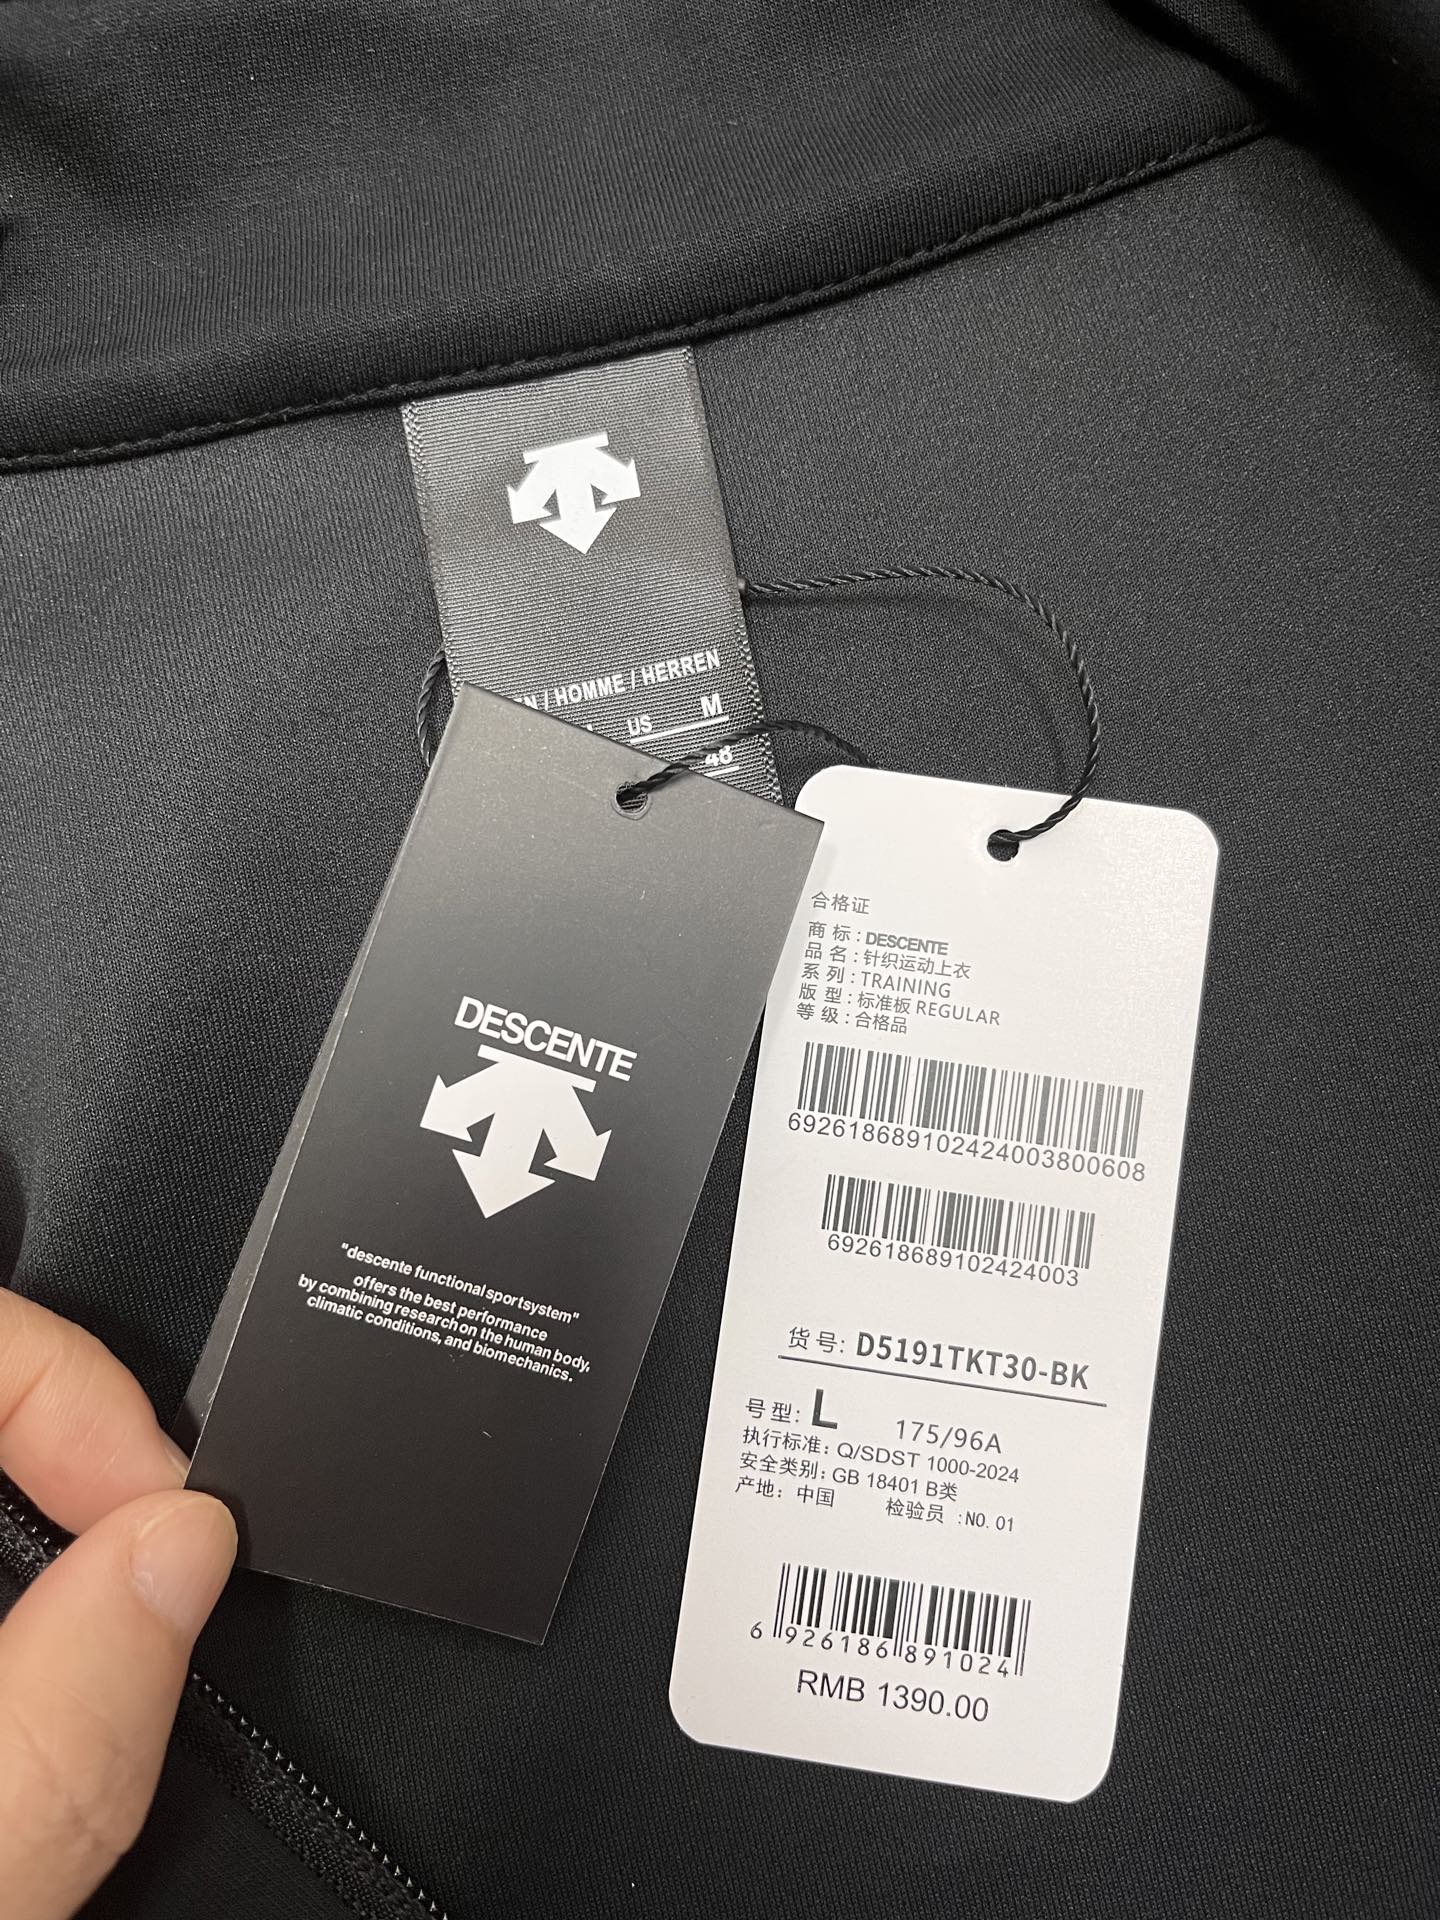 / HOMME / HERREN
US M
48
DESCENTE
"descente functional sportsystem"
offers the best performance
by combining research on the human body,
climatic conditions, and biomechanics.
合格证
商 标：DESCENTE
品 名：针织运动上衣
系 列：TRAINING
版 型：标准板 REGULAR
等 级：合格品
692618689102424003800608
692618689102424003
货 号：D5191TKT30-BK
号 型：L 175/96A
执行标准：Q/SDST 1000-2024
安全类别：GB 18401 B类
产地：中国 检验员 :NO.01
6 926186 891024
RMB 1390.00